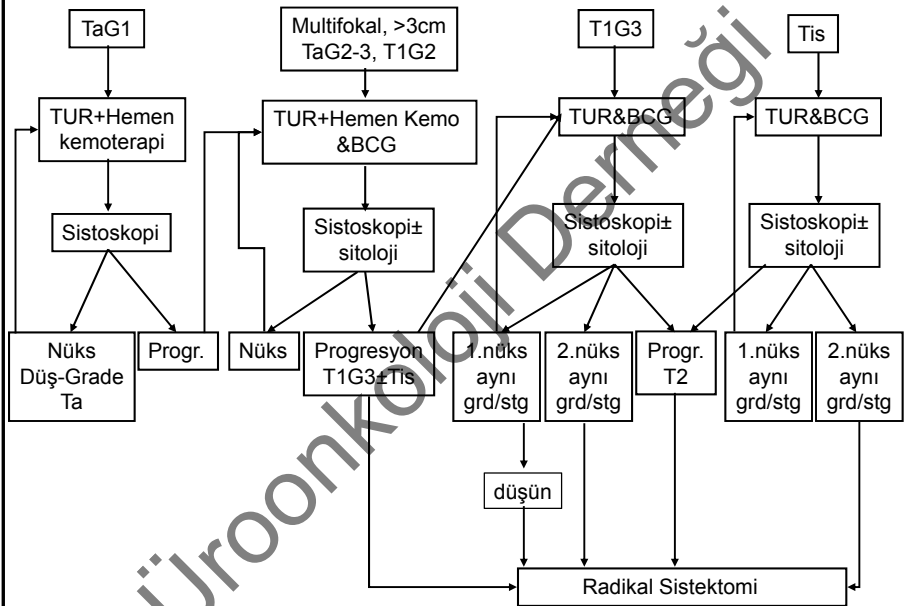 TaG1
Multifokal, >3cm
TaG2-3, T1G2
T1G3
Tis
TUR+Hemen
kemoterapi
TUR+Hemen Kemo
&BCG
TUR&BCG
TUR&BCG
Sistoskopi
Sistoskopi±
sitoloji
Sistoskopi±
sitoloji
Sistoskopi±
sitoloji
Nüks
Düş-Grade
Ta
Progr.
Nüks
Progresyon
T1G3±Tis
1.nüks
aynı
grd/stg
2.nüks
aynı
grd/stg
Progr.
T2
1.nüks
aynı
grd/stg
2.nüks
aynı
grd/stg
düşün
Radikal Sistektomi
Üroonkoloji Derneği